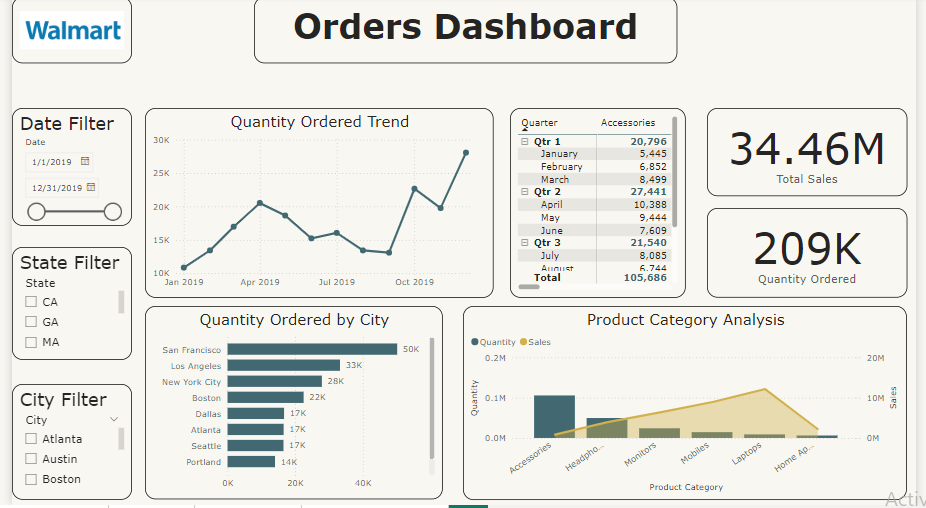 Walmart
Orders Dashboard
Date Filter
Date
1/1/2019
12/31/2019
State Filter
State
CA
GA
MA
City Filter
City
Atlanta
Austin
Boston
Quantity Ordered Trend
30K
25K
20K
15K
10K
Jan 2019 Apr 2019 Jul 2019 Oct 2019
Quarter Accessories
Qtr 1 20,796
January 5,445
February 6,852
March 8,499
Qtr 2 27,441
April 10,388
May 9,444
June 7,609
Qtr 3 21,540
July 8,085
August 6,744
Total 105,686
34.46M
Total Sales
209K
Quantity Ordered
Quantity Ordered by City
San Francisco 50K
Los Angeles 33K
New York City 28K
Boston 22K
Dallas 17K
Atlanta 17K
Seattle 17K
Portland 14K
0K 20K 40K
Product Category Analysis
Quantity Sales
0.2M 20M
0.1M 10M
0.0M 0M
Quantity
Sales
Accessories Headpho... Monitors Mobiles Laptops Home Ap...
Product Category
Activ